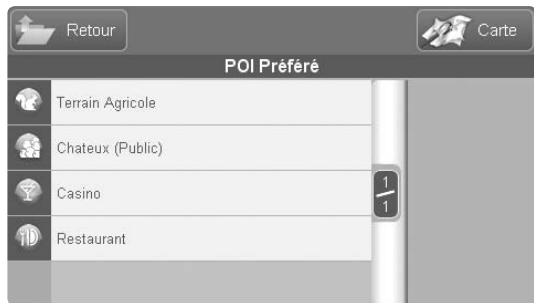 Retour
Carte
POI Préféré
Terrain Agricole
Chateux (Public)
Casino
Restaurant
1
1